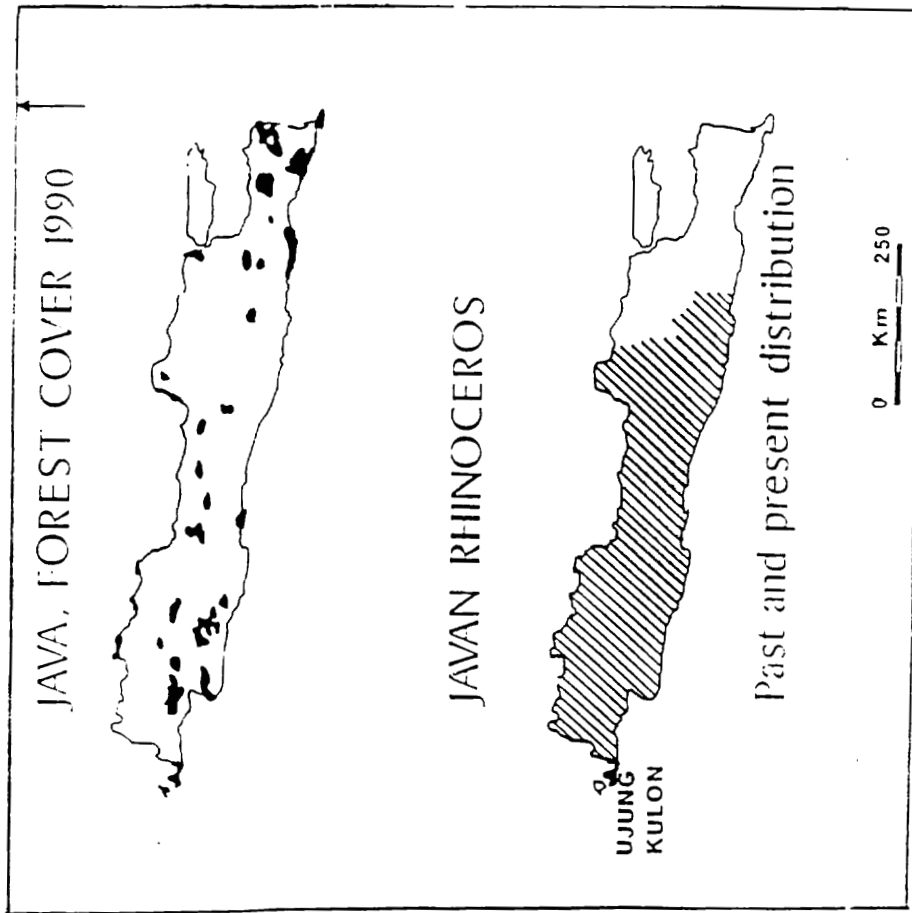 JAVA, FOREST COVER 1990
JAVAN RHINOCEROS
UJUNG
KULON
Past and present distribution
0 Km 250